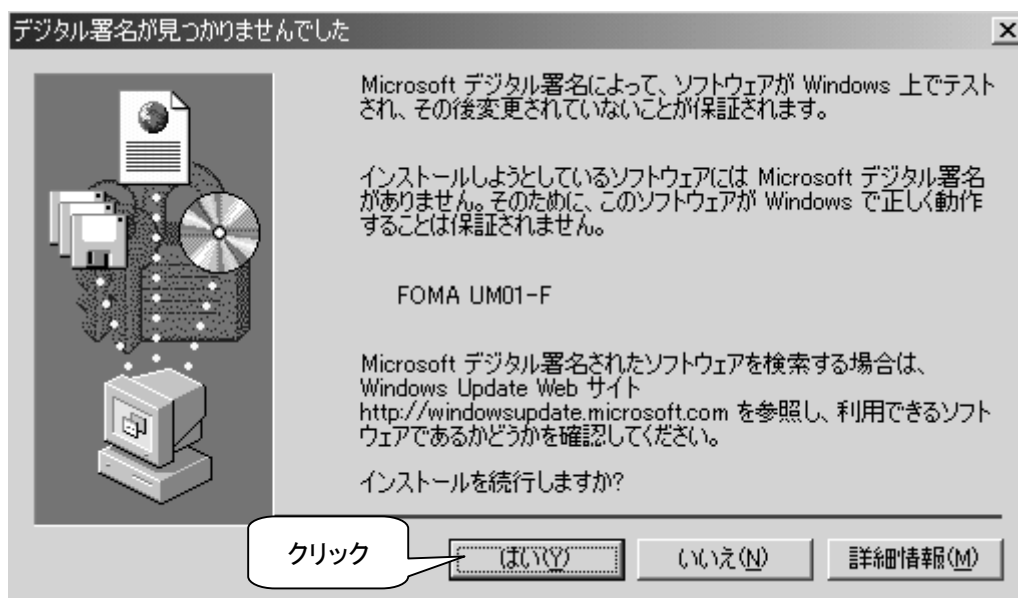 デジタル署名が見つかりませんでした
Microsoft デジタル署名によって、ソフトウェアが Windows 上でテスト
され、その後変更されていないことが保証されます。
インストールしようとしているソフトウェアには Microsoft デジタル署名
がありません。そのために、このソフトウェアが Windows で正しく動作
することは保証されません。
FOMA UM01-F
Microsoft デジタル署名されたソフトウェアを検索する場合は、
Windows Update Web サイト
http://windowsupdate.microsoft.com を参照し、利用できるソフト
ウェアであるかどうかを確認してください。
インストールを続行しますか?
クリック
はい(Y)
いいえ(N)
詳細情報(M)